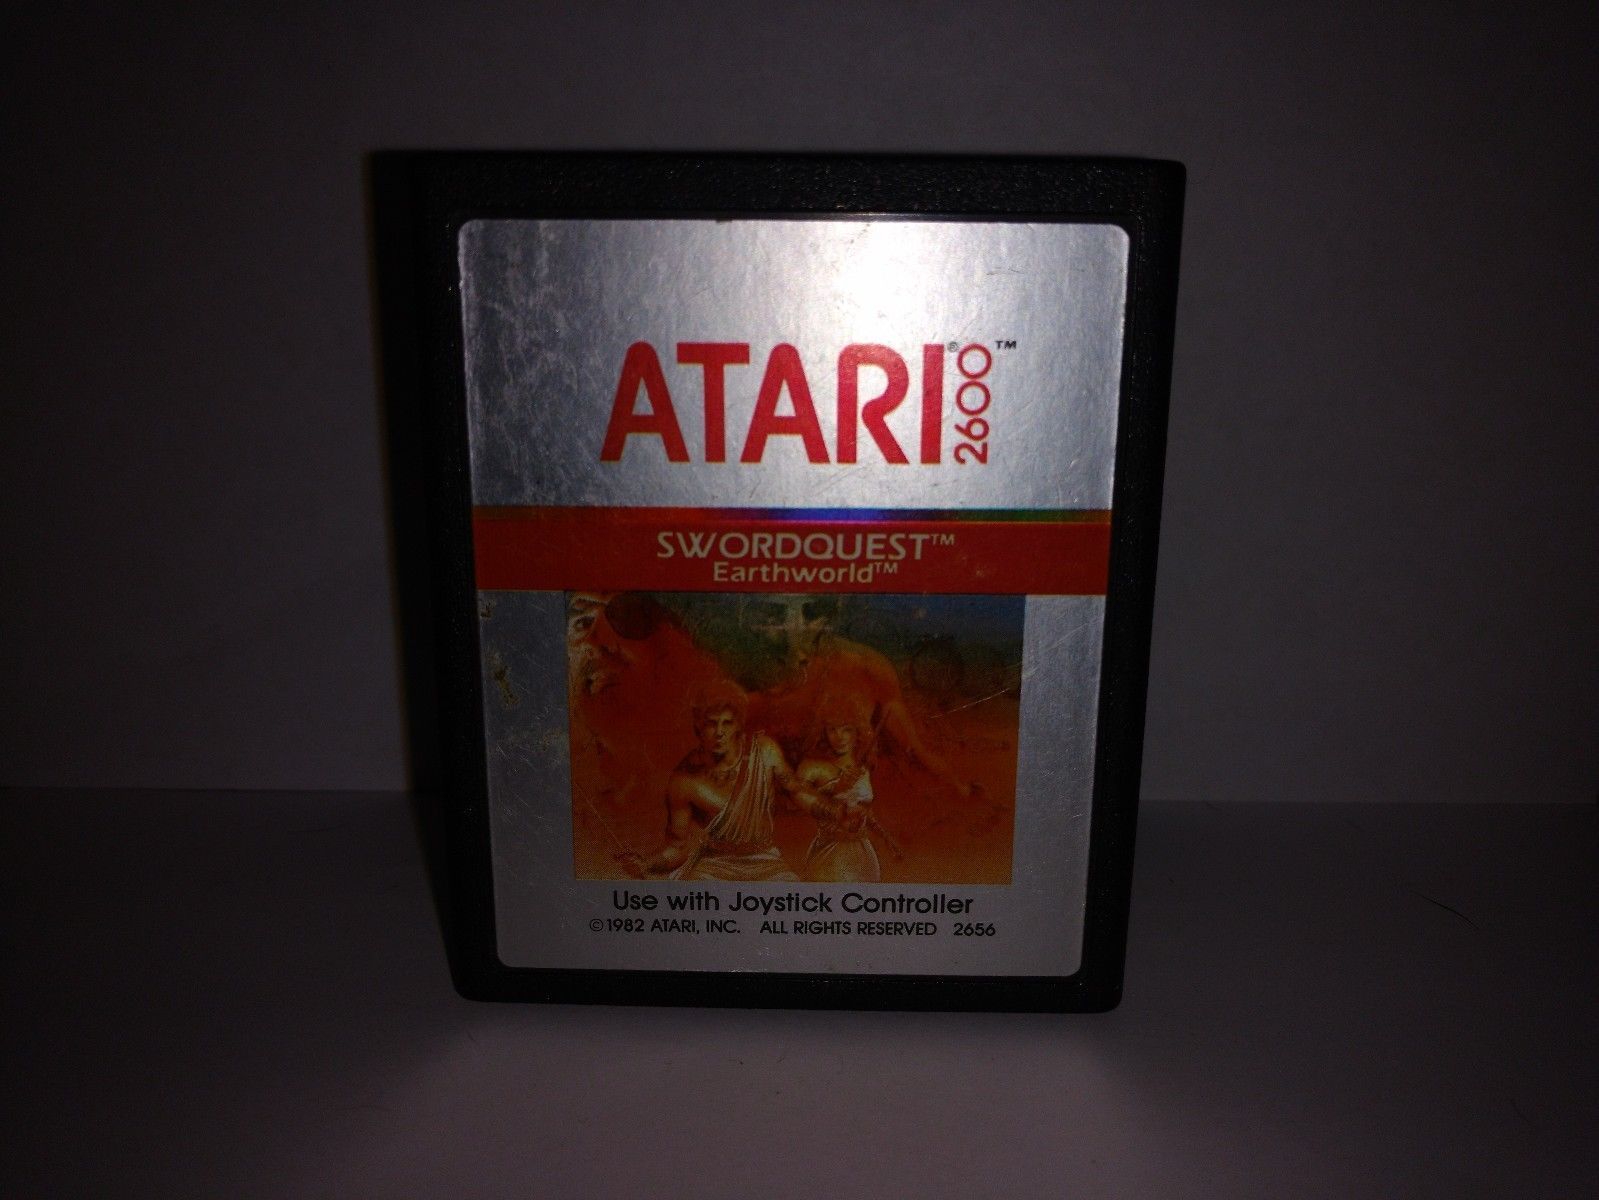 ATARI® 2600™
SWORDQUEST™
Earthworld™
Use with Joystick Controller
©1982 ATARI, INC. ALL RIGHTS RESERVED 2656